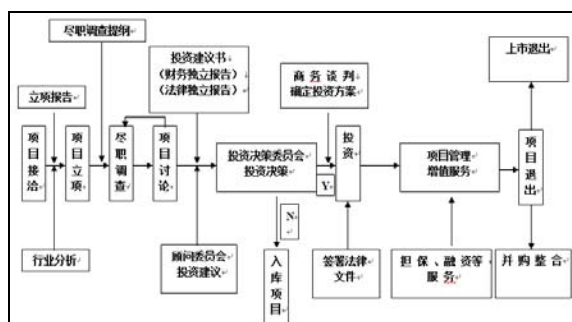 尽职调查提纲
上市退出
投资建议书
（财务独立报告）
（法律独立报告）
商务谈判
确定投资方案
立项报告
项目接洽
项目立项
尽职调查
项目讨论
投资决策委员会
投资决策
Y
投资
项目管理
增值服务
项目退出
N
行业分析
顾问委员会
投资建议
入库项目
签署法律
文件
担保、融资等
服务
并购整合